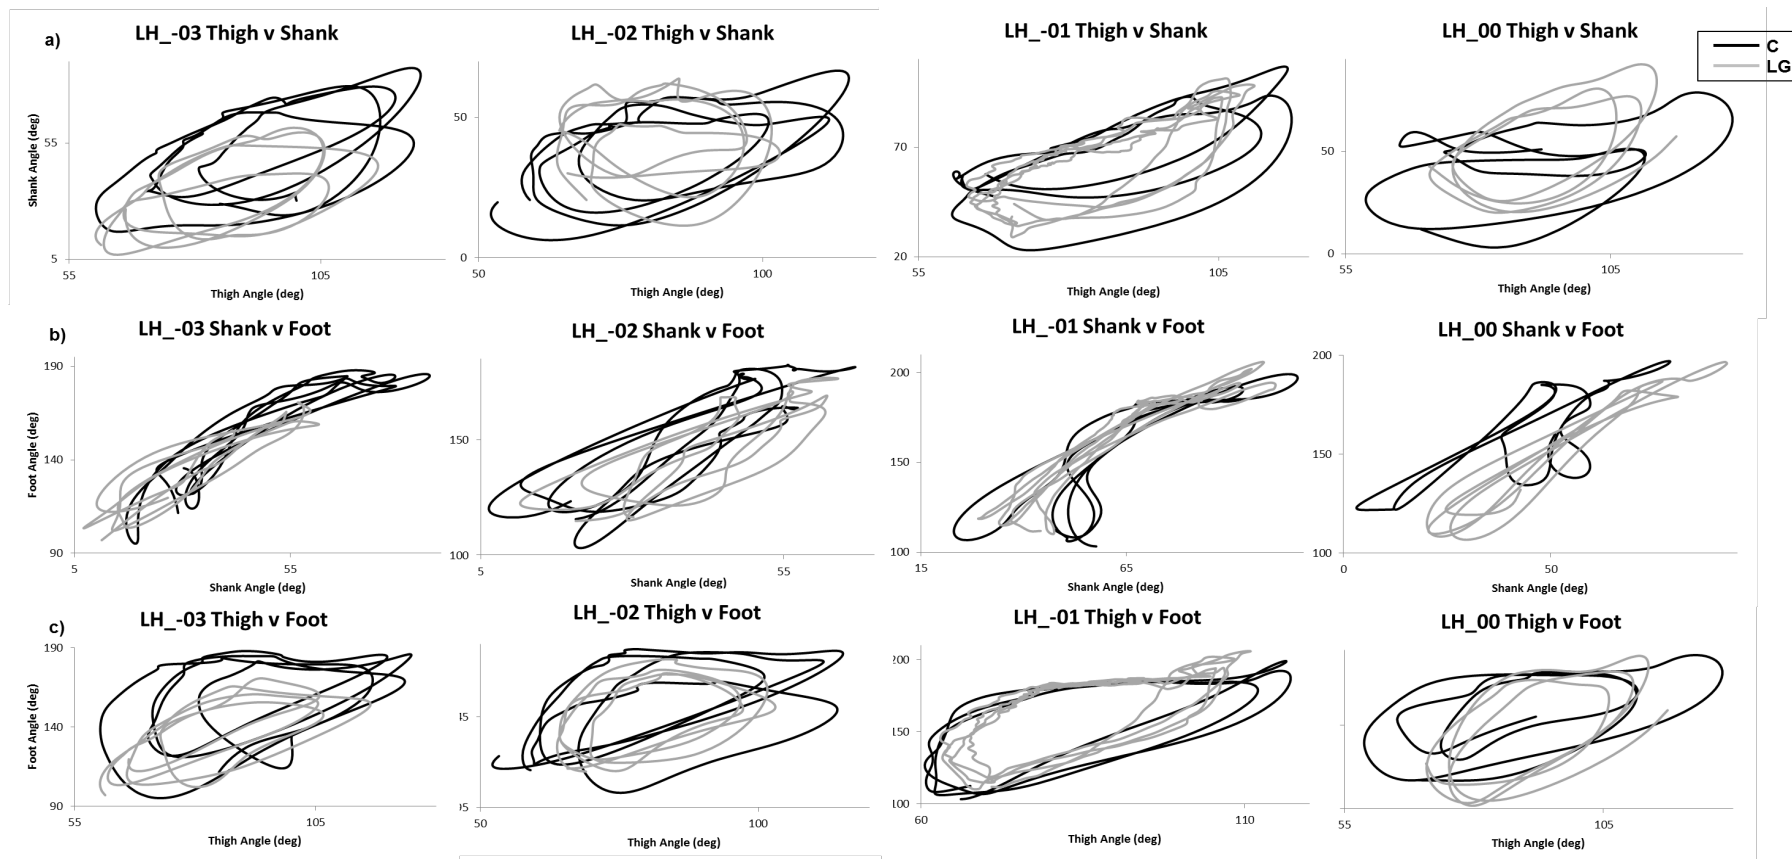 a)
LH_-03 Thigh v Shank
LH_-02 Thigh v Shank
LH_-01 Thigh v Shank
LH_00 Thigh v Shank
C
LG
Shank Angle (deg)
55
5
55
105
Thigh Angle (deg)
50
0
50
100
Thigh Angle (deg)
70
20
55
105
Thigh Angle (deg)
50
0
55
105
Thigh Angle (deg)
b)
LH_-03 Shank v Foot
LH_-02 Shank v Foot
LH_-01 Shank v Foot
LH_00 Shank v Foot
Foot Angle (deg)
190
140
90
5
55
Shank Angle (deg)
150
100
5
55
Shank Angle (deg)
200
150
100
15
65
Shank Angle (deg)
200
150
100
0
50
Shank Angle (deg)
c)
LH_-03 Thigh v Foot
LH_-02 Thigh v Foot
LH_-01 Thigh v Foot
LH_00 Thigh v Foot
Foot Angle (deg)
190
140
90
55
105
Thigh Angle (deg)
50
100
Thigh Angle (deg)
200
150
100
60
110
Thigh Angle (deg)
55
105
Thigh Angle (deg)